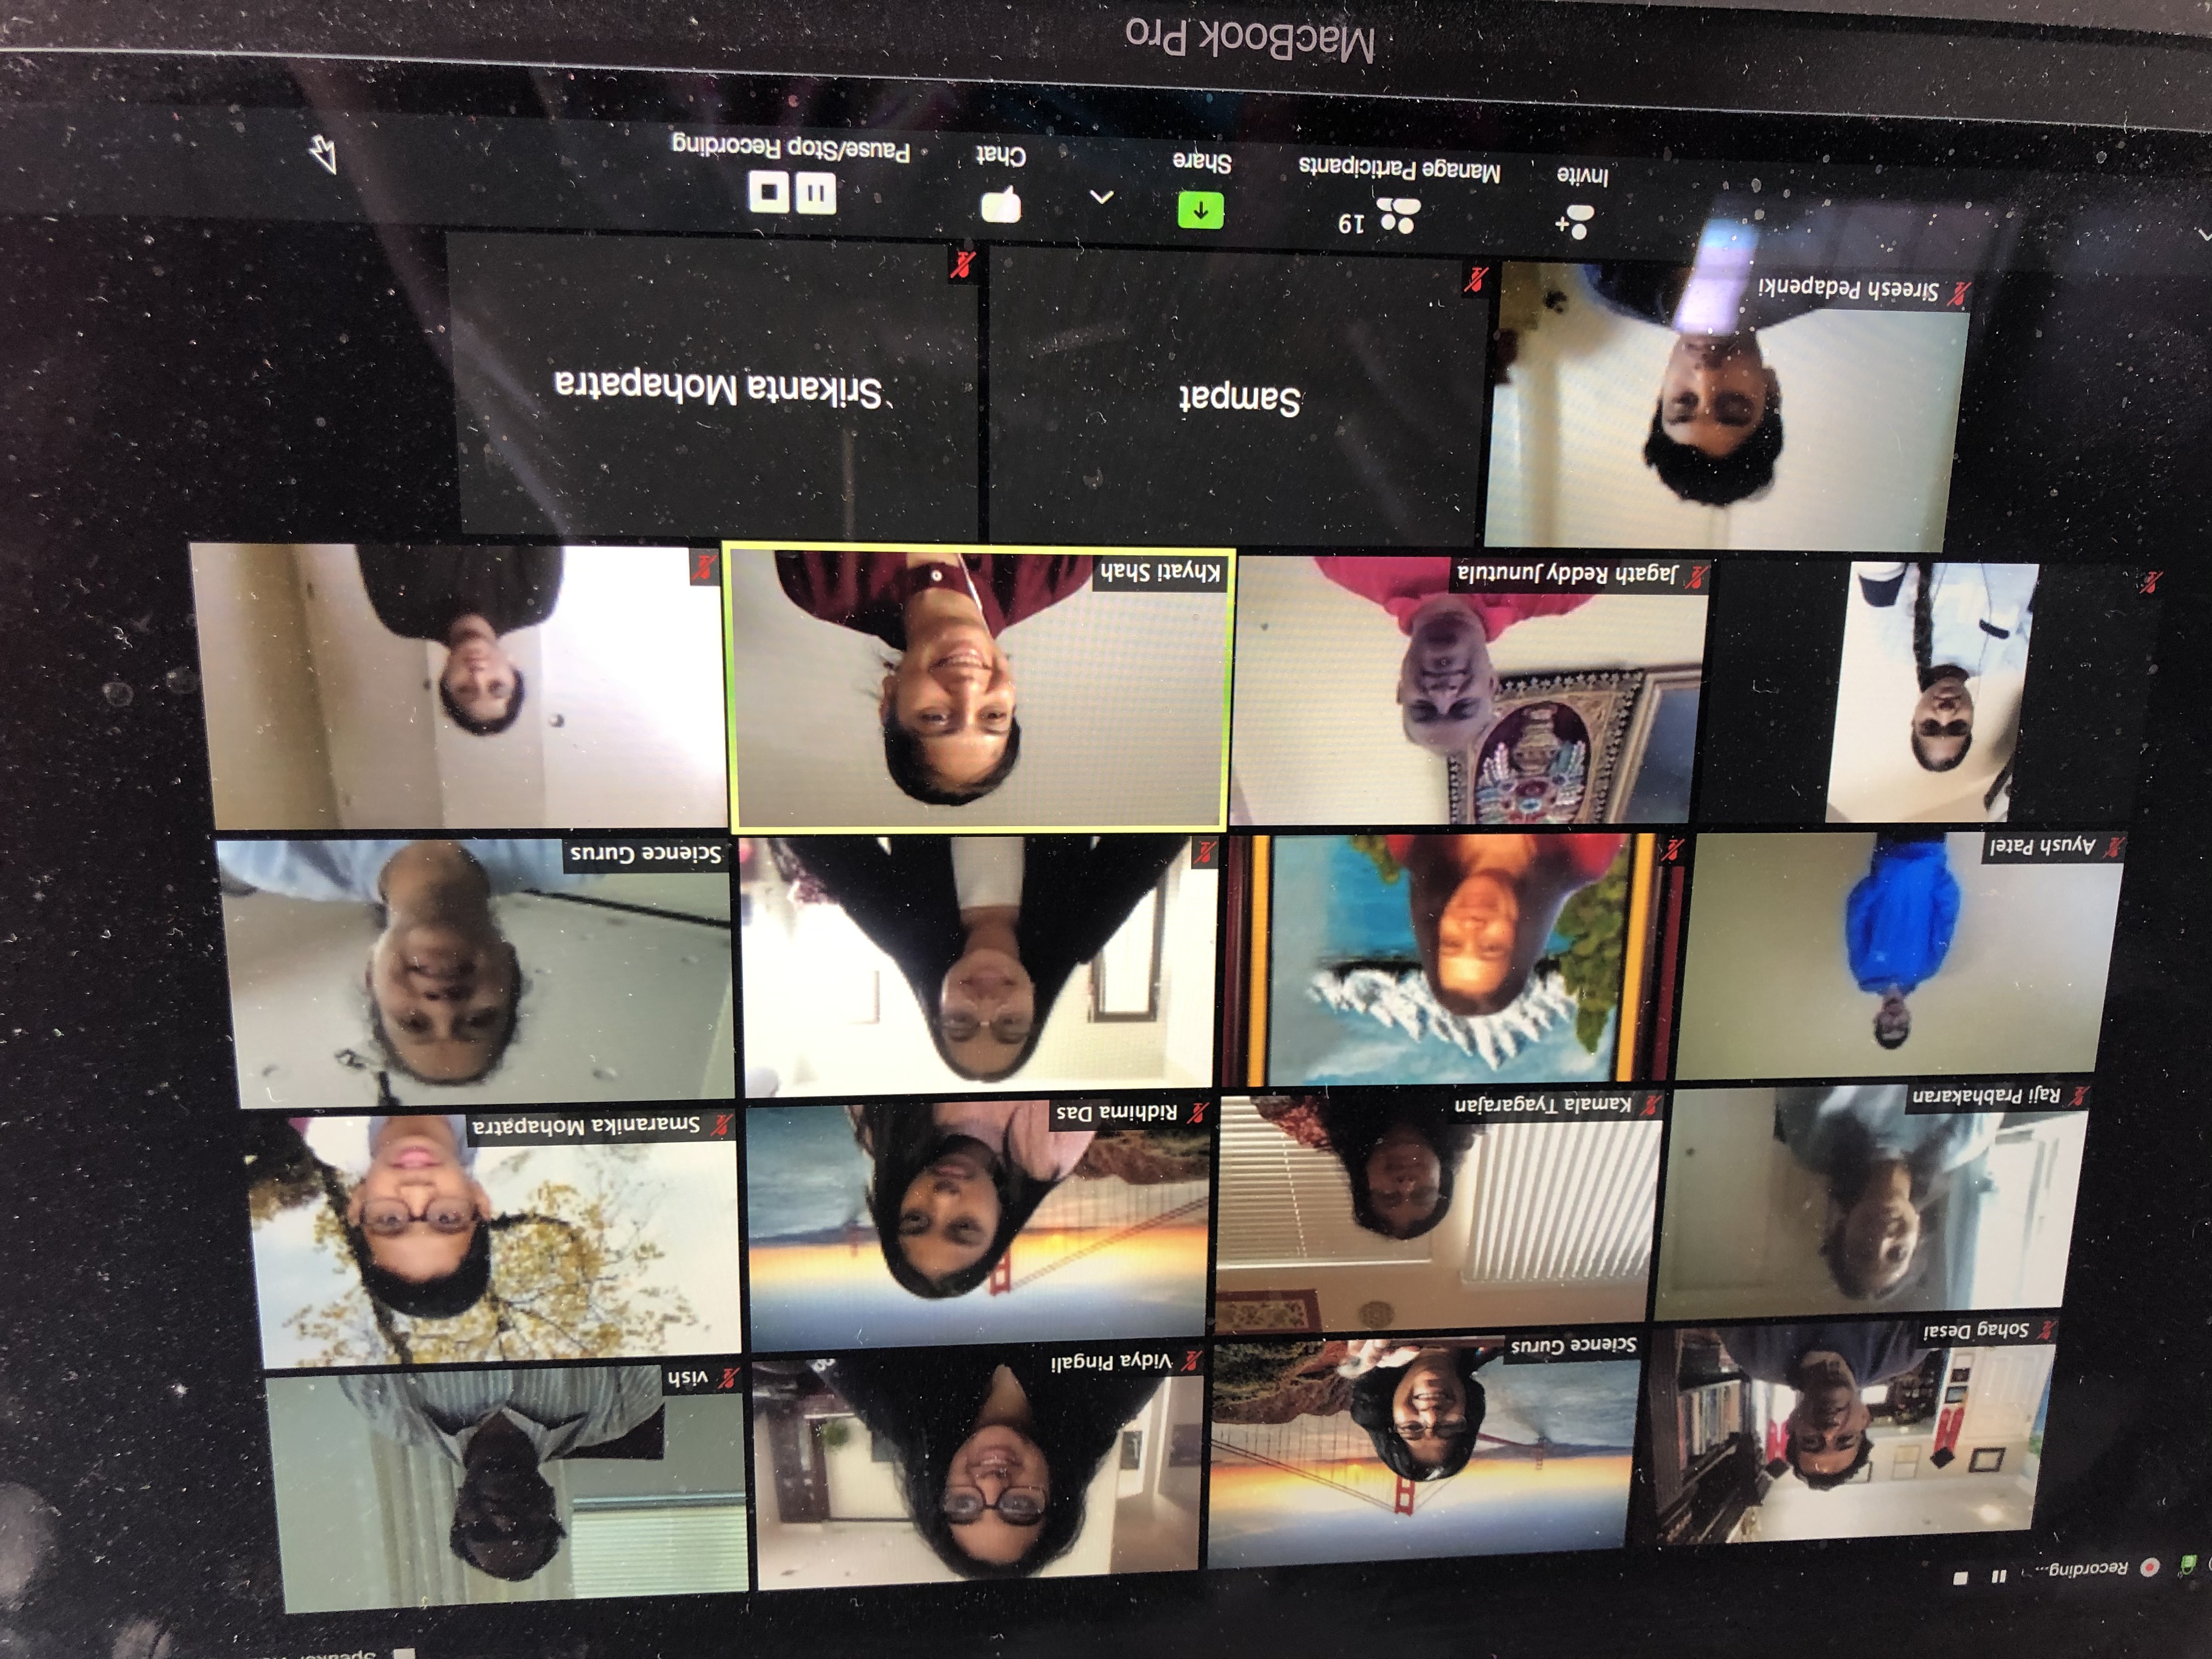 Speaker
Recording...
Sohag Desai
Science Gurus
Vidya Pingali
vish
Raji Prabhakaran
Kamala Tyagarajan
Ridhima Das
Smaranika Mohapatra
Ayush Patel
Science Gurus
Jagath Reddy Junutula
Khyati Shah
Sireesh Pedapenki
Sampat
`Srikanta Mohapatra
Invite
19
Manage Participants
Share
Chat
Pause/Stop Recording
MacBook Pro